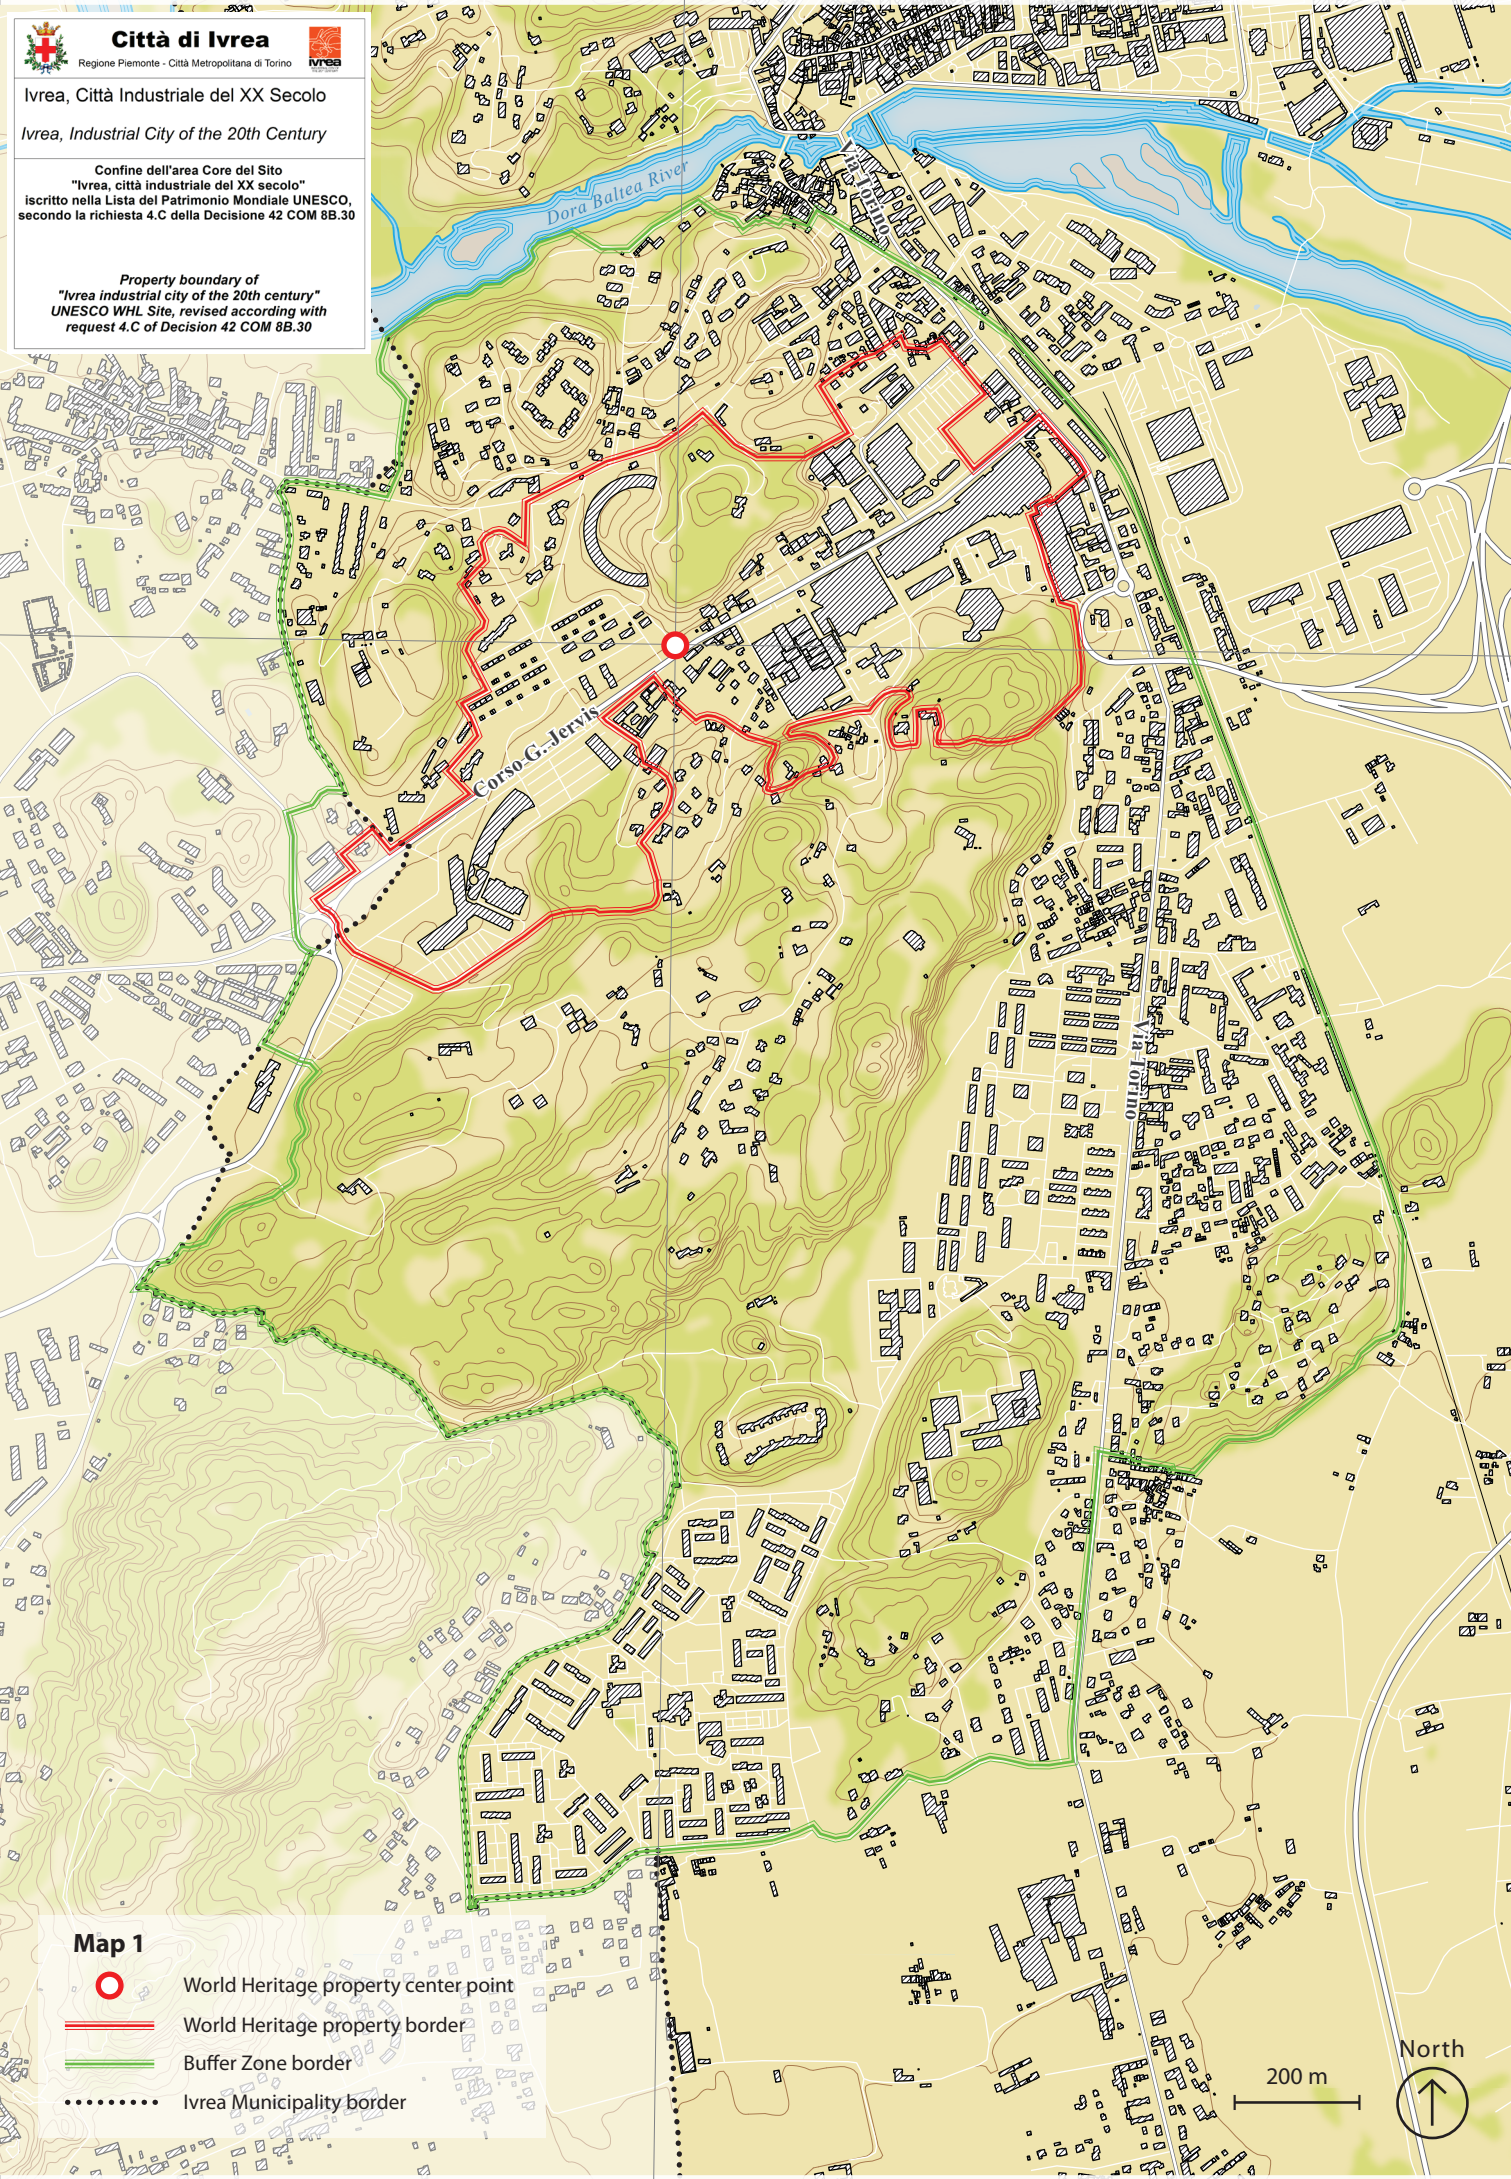 Città di Ivrea
Regione Piemonte - Città Metropolitana di Torino
ivrea
Ivrea, Città Industriale del XX Secolo
Ivrea, Industrial City of the 20th Century
Confine dell'area Core del Sito
"Ivrea, città industriale del XX secolo"
iscritto nella Lista del Patrimonio Mondiale UNESCO,
secondo la richiesta 4.C della Decisione 42 COM 8B.30
Property boundary of
"Ivrea industrial city of the 20th century"
UNESCO WHL Site, revised according with
request 4.C of Decision 42 COM 8B.30
Dora Baltea River
Via Torino
Corso G. Jervis
Via Torino
Map 1
World Heritage property center point
World Heritage property border
Buffer Zone border
Ivrea Municipality border
200 m
North